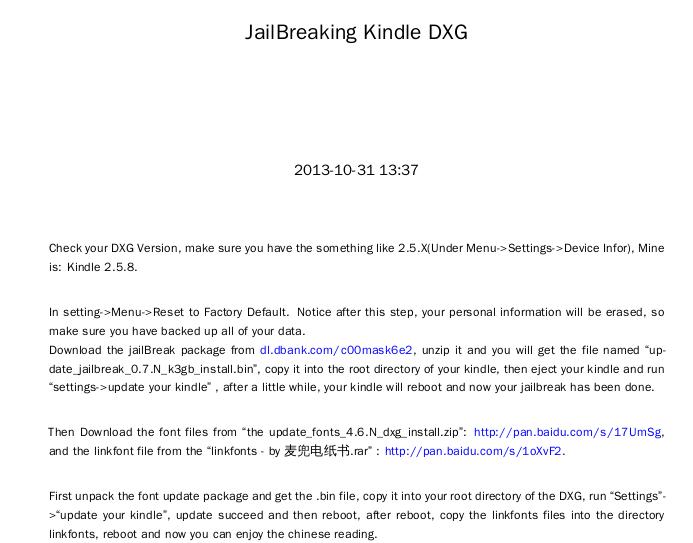 JailBreaking Kindle DXG
2013-10-31 13:37
Check your DXG Version, make sure you have the something like 2.5.X(Under Menu->Settings->Device Infor), Mine
is: Kindle 2.5.8.
In setting->Menu->Reset to Factory Default. Notice after this step, your personal information will be erased, so
make sure you have backed up all of your data.
Download the jailBreak package from dl.dbank.com/c00mask6e2, unzip it and you will get the file named “up-
date_jailbreak_0.7.N_k3gb_install.bin”, copy it into the root directory of your kindle, then eject your kindle and run
“settings->update your kindle” , after a little while, your kindle will reboot and now your jailbreak has been done.
Then Download the font files from “the update_fonts_4.6.N_dxg_install.zip”: http://pan.baidu.com/s/17UmSg,
and the linkfont file from the “linkfonts - by 麦兜电纸书.rar” : http://pan.baidu.com/s/1oXvF2.
First unpack the font update package and get the .bin file, copy it into your root directory of the DXG, run “Settings”-
>“update your kindle”, update succeed and then reboot, after reboot, copy the linkfonts files into the directory
linkfonts, reboot and now you can enjoy the chinese reading.